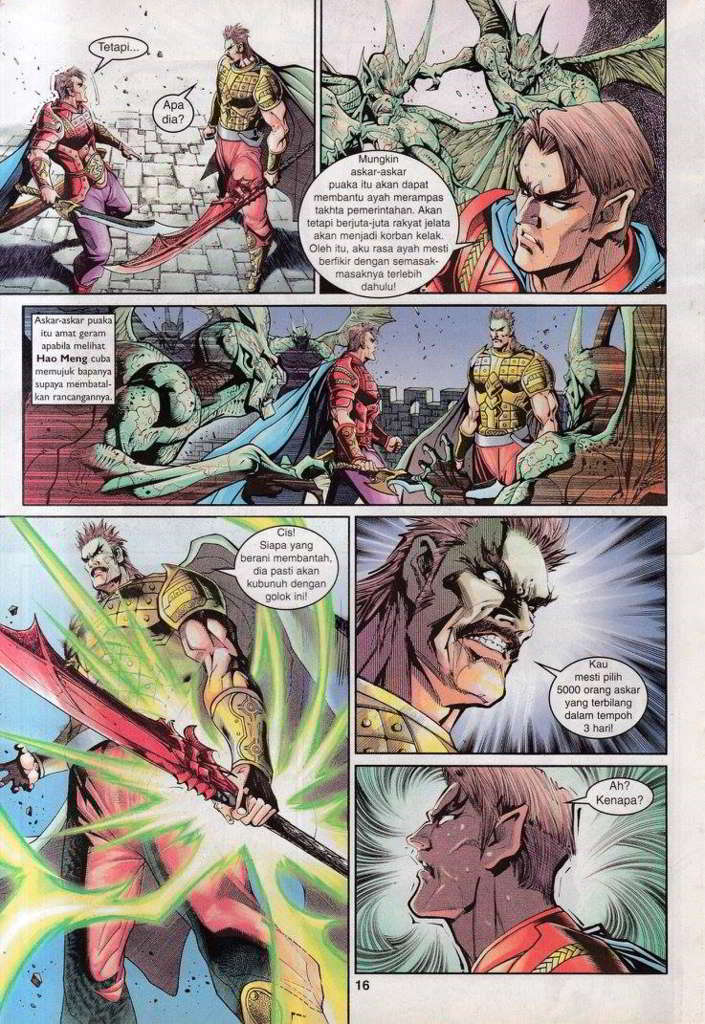 Tetapi...
Apa
dia?
Mungkin
askar-askar
puaka itu akan dapat
membantu ayah merampas
takhta pemerintahan. Akan
tetapi berjuta-juta rakyat jelata
akan menjadi korban kelak.
Oleh itu, aku rasa ayah mesti
berfikir dengan semasak-
masaknya terlebih
dahulu!
Askar-askar puaka
itu amat geram
apabila melihat
Hao Meng cuba
memujuk bapanya
supaya membatal-
kan rancangannya.
Cis!
Siapa yang
berani membantah,
dia pasti akan
kubunuh dengan
golok ini!
Kau
mesti pilih
5000 orang askar
yang terbilang
dalam tempoh
3 hari!
Ah?
Kenapa?
16